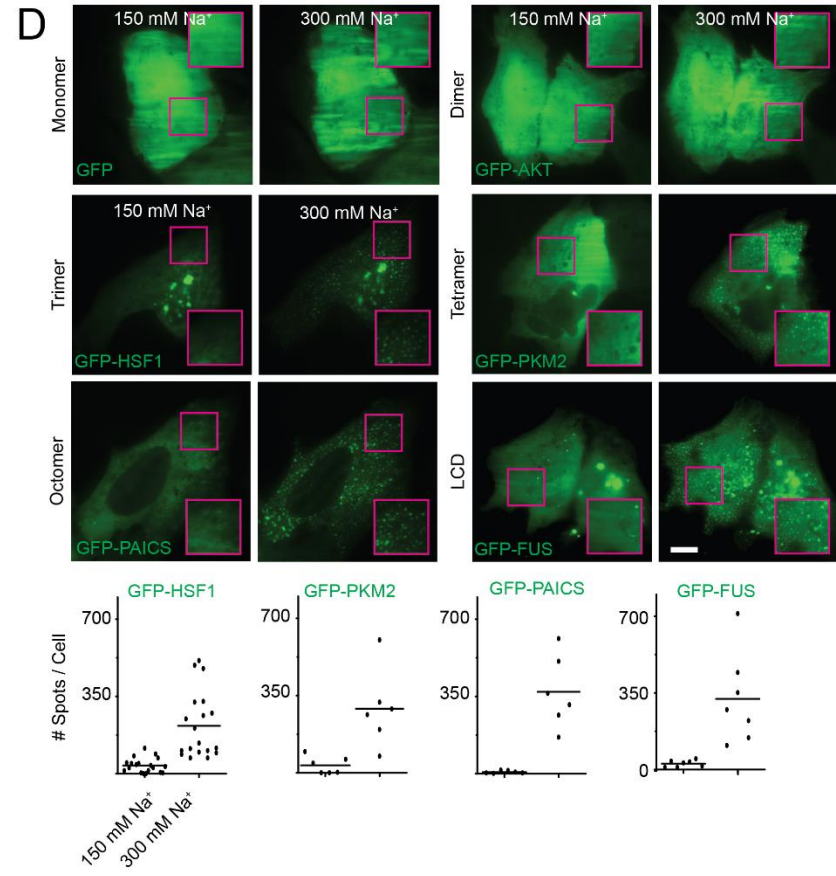 D
150 mM Na⁺
300 mM Na⁺
150 mM Na⁺
300 mM Na⁺
Monomer
GFP
Dimer
GFP-AKT
150 mM Na⁺
300 mM Na⁺
Trimer
GFP-HSF1
Tetramer
GFP-PKM2
Octomer
GFP-PAICS
LCD
GFP-FUS
GFP-HSF1
GFP-PKM2
GFP-PAICS
GFP-FUS
# Spots / Cell
700
350
0
700
350
0
700
350
0
700
350
0
150 mM Na⁺
300 mM Na⁺